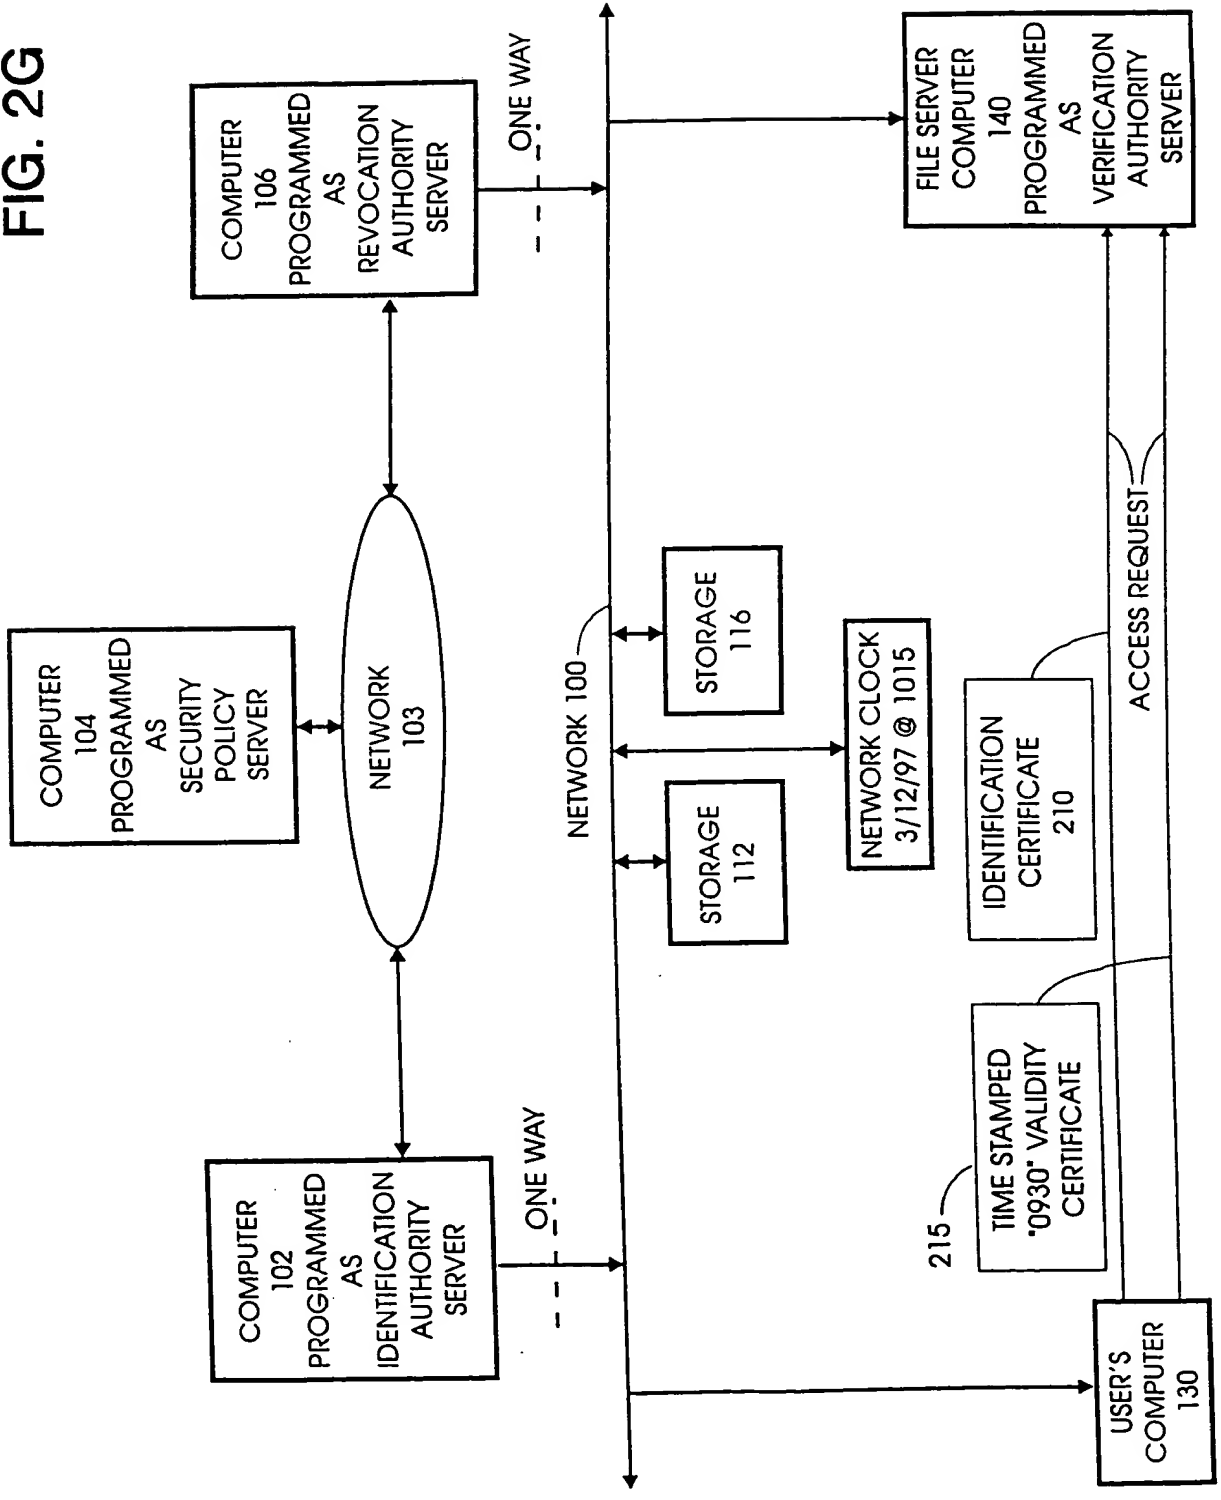 FIG. 2G
COMPUTER
104
PROGRAMMED
AS
SECURITY
POLICY
SERVER
COMPUTER
102
PROGRAMMED
AS
IDENTIFICATION
AUTHORITY
SERVER
NETWORK
103
COMPUTER
106
PROGRAMMED
AS
REVOCATION
AUTHORITY
SERVER
ONE WAY
ONE WAY
NETWORK 100
STORAGE
112
STORAGE
116
NETWORK CLOCK
3/12/97 @ 1015
215
TIME STAMPED
"0930" VALIDITY
CERTIFICATE
IDENTIFICATION
CERTIFICATE
210
ACCESS REQUEST
USER'S
COMPUTER
130
FILE SERVER
COMPUTER
140
PROGRAMMED
AS
VERIFICATION
AUTHORITY
SERVER